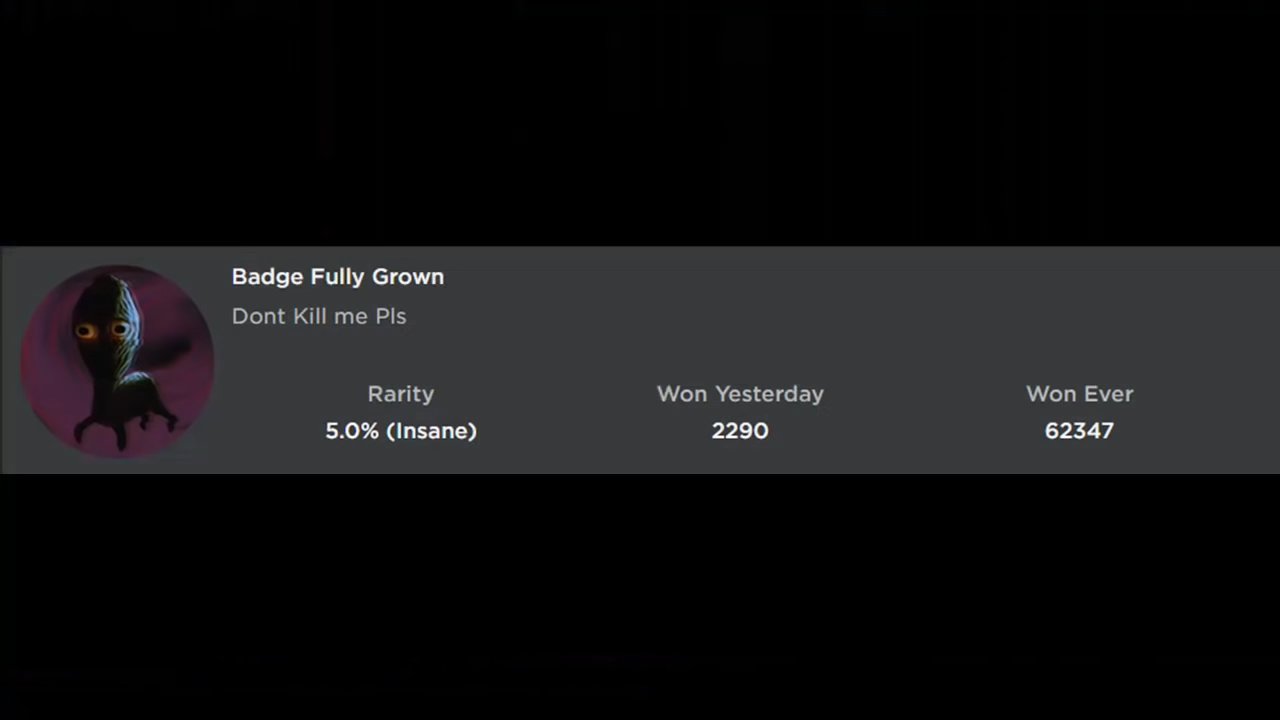 Badge Fully Grown
Dont Kill me Pls
Rarity Won Yesterday Won Ever
5.0% (Insane) 2290 62347